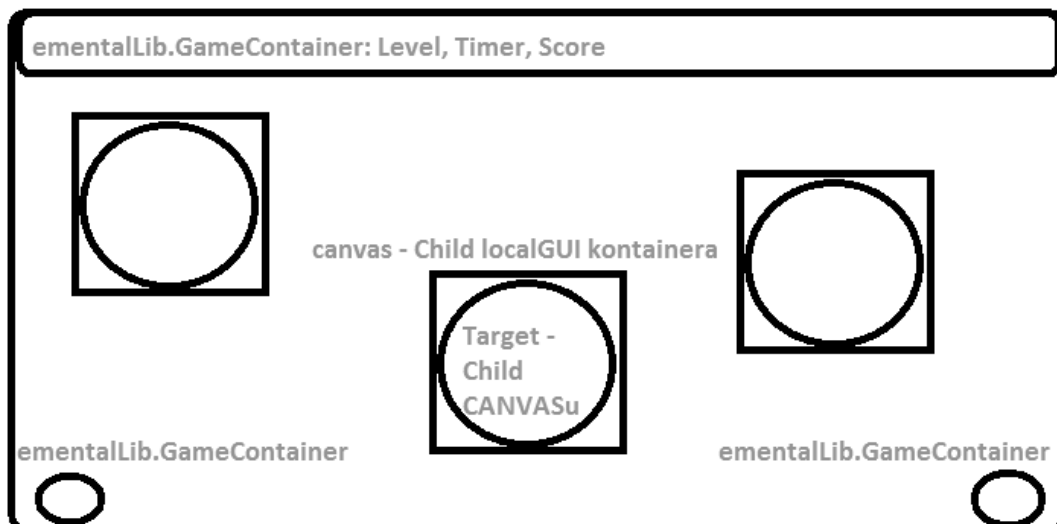 ementalLib.GameContainer: Level, Timer, Score
canvas - Child localGUI kontainera
Target -
Child
CANVASu
ementalLib.GameContainer
ementalLib.GameContainer